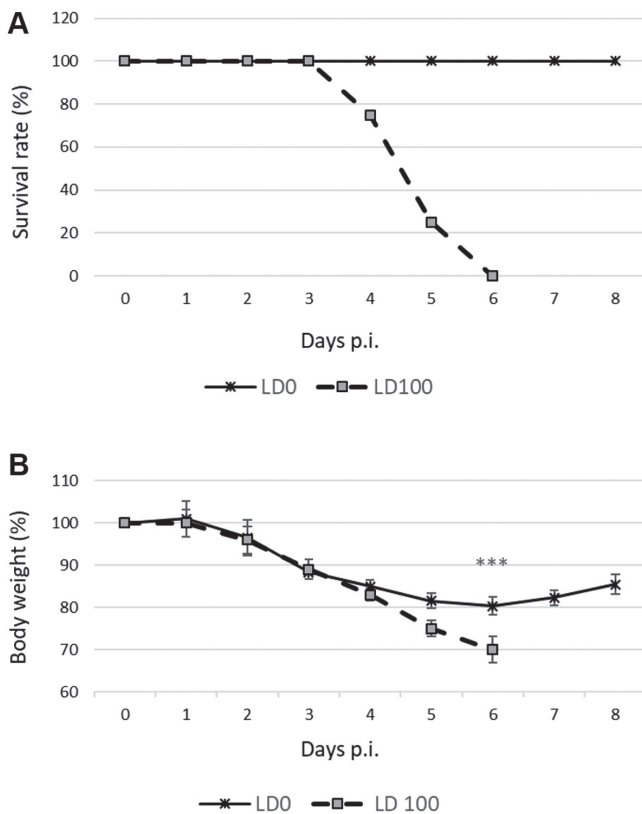 A
120
100
80
60
40
20
0
Survival rate (%)
0 1 2 3 4 5 6 7 8
Days p.i.
LD0 LD100
B
110
100
90
80
70
60
Body weight (%)
***
0 1 2 3 4 5 6 7 8
Days p.i.
LD0 LD 100